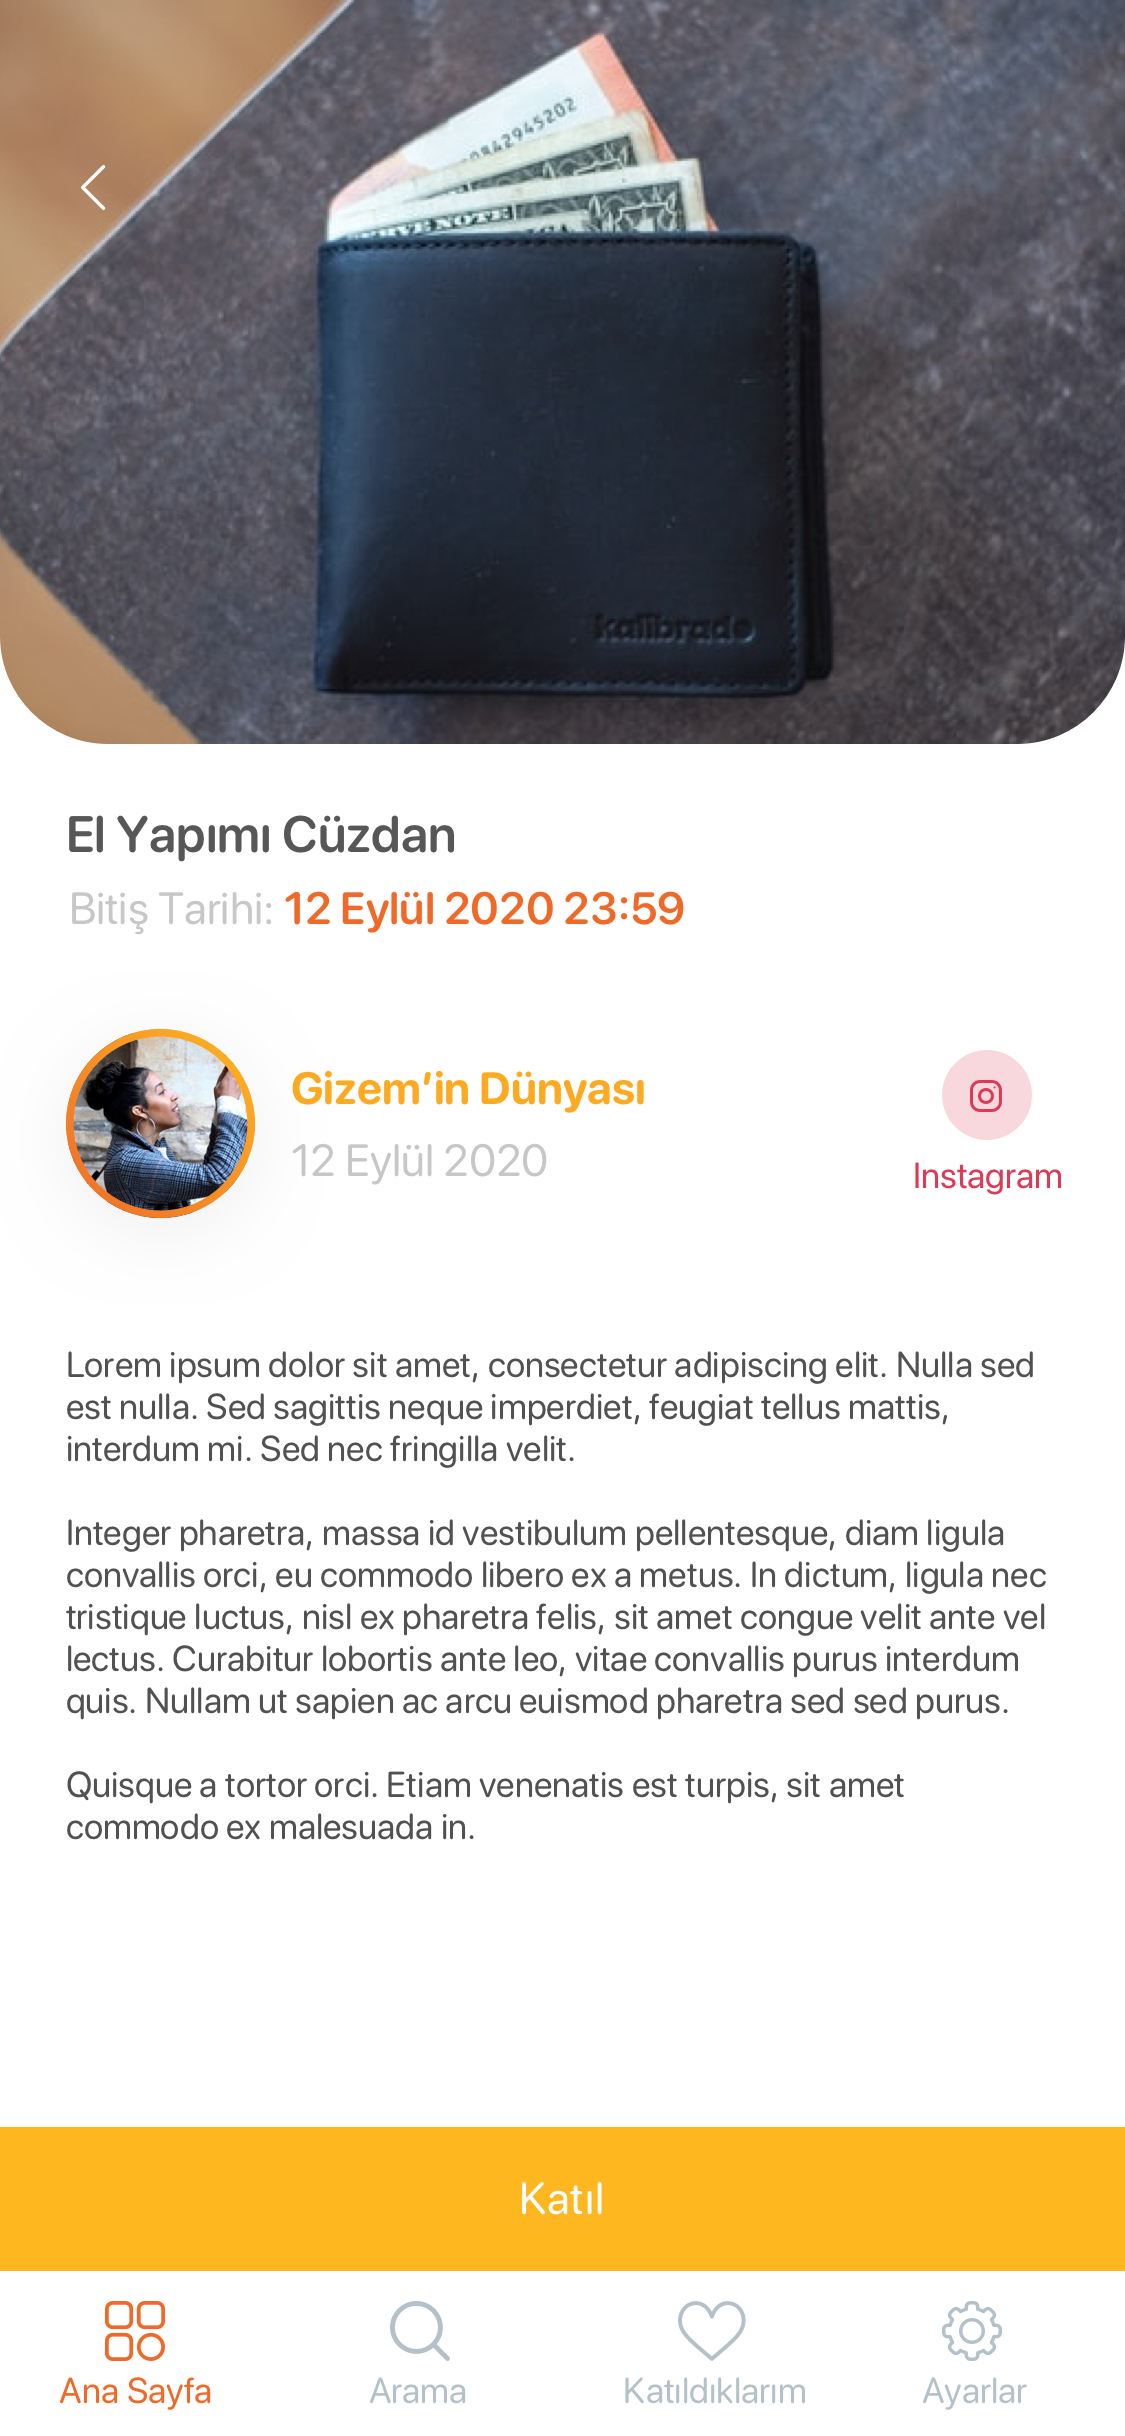 0842945202
RVE NOTE
kalibrado
El Yapımı Cüzdan
Bitiş Tarihi: 12 Eylül 2020 23:59
Gizem’in Dünyası
12 Eylül 2020
Instagram
Lorem ipsum dolor sit amet, consectetur adipiscing elit. Nulla sed
est nulla. Sed sagittis neque imperdiet, feugiat tellus mattis,
interdum mi. Sed nec fringilla velit.
Integer pharetra, massa id vestibulum pellentesque, diam ligula
convallis orci, eu commodo libero ex a metus. In dictum, ligula nec
tristique luctus, nisl ex pharetra felis, sit amet congue velit ante vel
lectus. Curabitur lobortis ante leo, vitae convallis purus interdum
quis. Nullam ut sapien ac arcu euismod pharetra sed sed purus.
Quisque a tortor orci. Etiam venenatis est turpis, sit amet
commodo ex malesuada in.
Katıl
Ana Sayfa
Arama
Katıldıklarım
Ayarlar